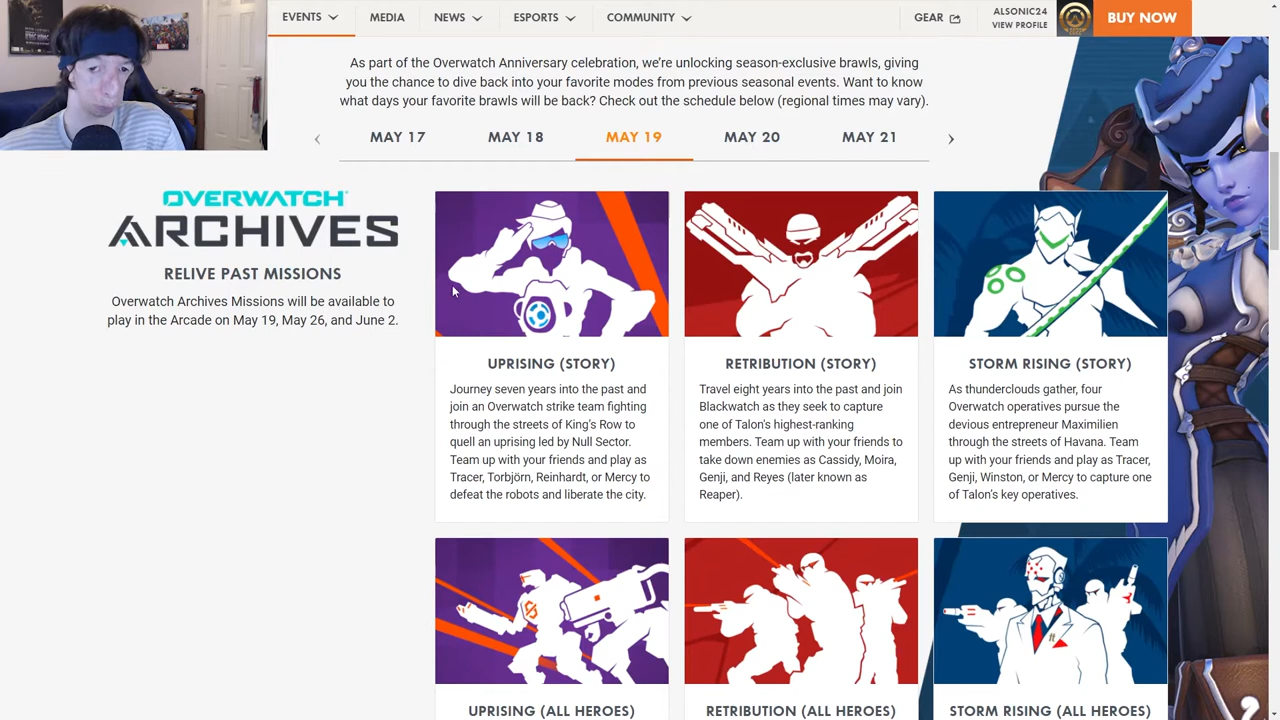 EVENTS
MEDIA
NEWS
ESPORTS
COMMUNITY
GEAR
ALSONIC24
VIEW PROFILE
BUY NOW
As part of the Overwatch Anniversary celebration, we're unlocking season-exclusive brawls, giving
you the chance to dive back into your favorite modes from previous seasonal events. Want to know
what days your favorite brawls will be back? Check out the schedule below (regional times may vary).
MAY 17
MAY 18
MAY 19
MAY 20
MAY 21
OVERWATCH
ARCHIVES
RELIVE PAST MISSIONS
Overwatch Archives Missions will be available to
play in the Arcade on May 19, May 26, and June 2.
UPRISING (STORY)
Journey seven years into the past and
join an Overwatch strike team fighting
through the streets of King's Row to
quell an uprising led by Null Sector.
Team up with your friends and play as
Tracer, Torbjörn, Reinhardt, or Mercy to
defeat the robots and liberate the city.
RETRIBUTION (STORY)
Travel eight years into the past and join
Blackwatch as they seek to capture
one of Talon's highest-ranking
members. Team up with your friends to
take down enemies as Cassidy, Moira,
Genji, and Reyes (later known as
Reaper).
STORM RISING (STORY)
As thunderclouds gather, four
Overwatch operatives pursue the
devious entrepreneur Maximilien
through the streets of Havana. Team
up with your friends and play as Tracer,
Genji, Winston, or Mercy to capture one
of Talon's key operatives.
UPRISING (ALL HEROES)
RETRIBUTION (ALL HEROES)
STORM RISING (ALL HEROES)